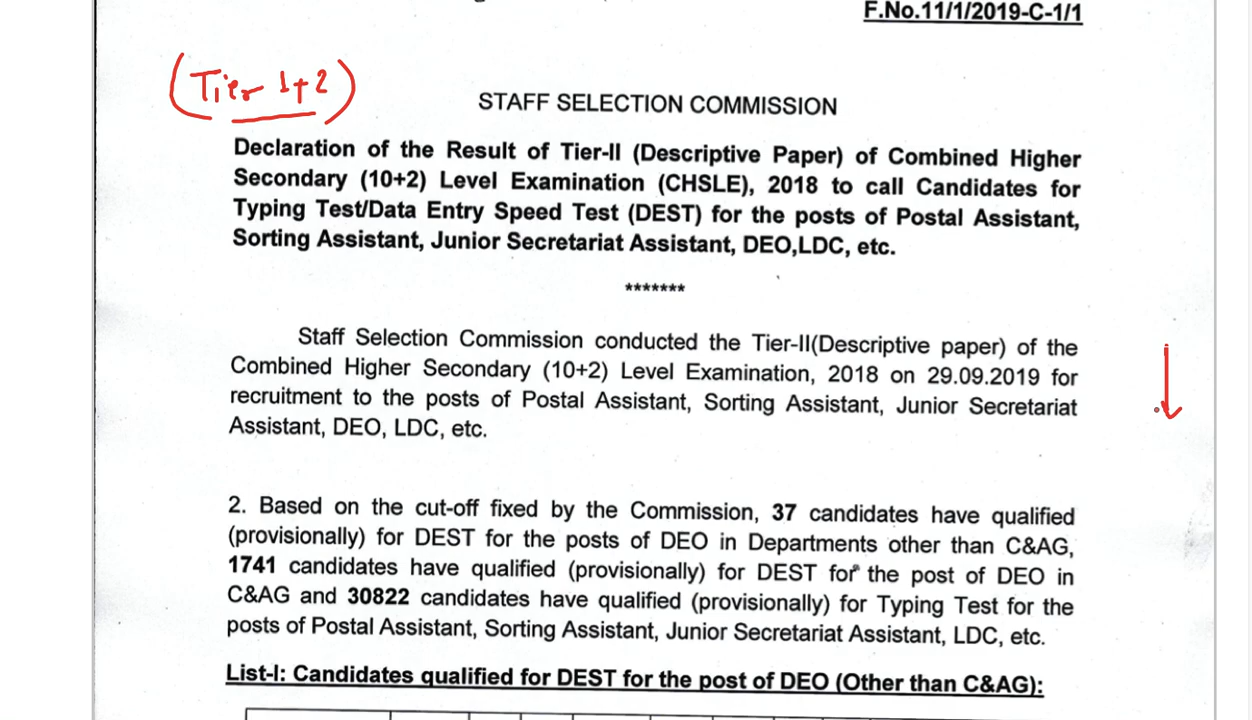 F.No.11/1/2019-C-1/1
(Tier 1+2)
STAFF SELECTION COMMISSION
Declaration of the Result of Tier-II (Descriptive Paper) of Combined Higher
Secondary (10+2) Level Examination (CHSLE), 2018 to call Candidates for
Typing Test/Data Entry Speed Test (DEST) for the posts of Postal Assistant,
Sorting Assistant, Junior Secretariat Assistant, DEO,LDC, etc.
*******
Staff Selection Commission conducted the Tier-II(Descriptive paper) of the
Combined Higher Secondary (10+2) Level Examination, 2018 on 29.09.2019 for
recruitment to the posts of Postal Assistant, Sorting Assistant, Junior Secretariat
Assistant, DEO, LDC, etc.
2. Based on the cut-off fixed by the Commission, 37 candidates have qualified
(provisionally) for DEST for the posts of DEO in Departments other than C&AG,
1741 candidates have qualified (provisionally) for DEST for the post of DEO in
C&AG and 30822 candidates have qualified (provisionally) for Typing Test for the
posts of Postal Assistant, Sorting Assistant, Junior Secretariat Assistant, LDC, etc.
List-I: Candidates qualified for DEST for the post of DEO (Other than C&AG):